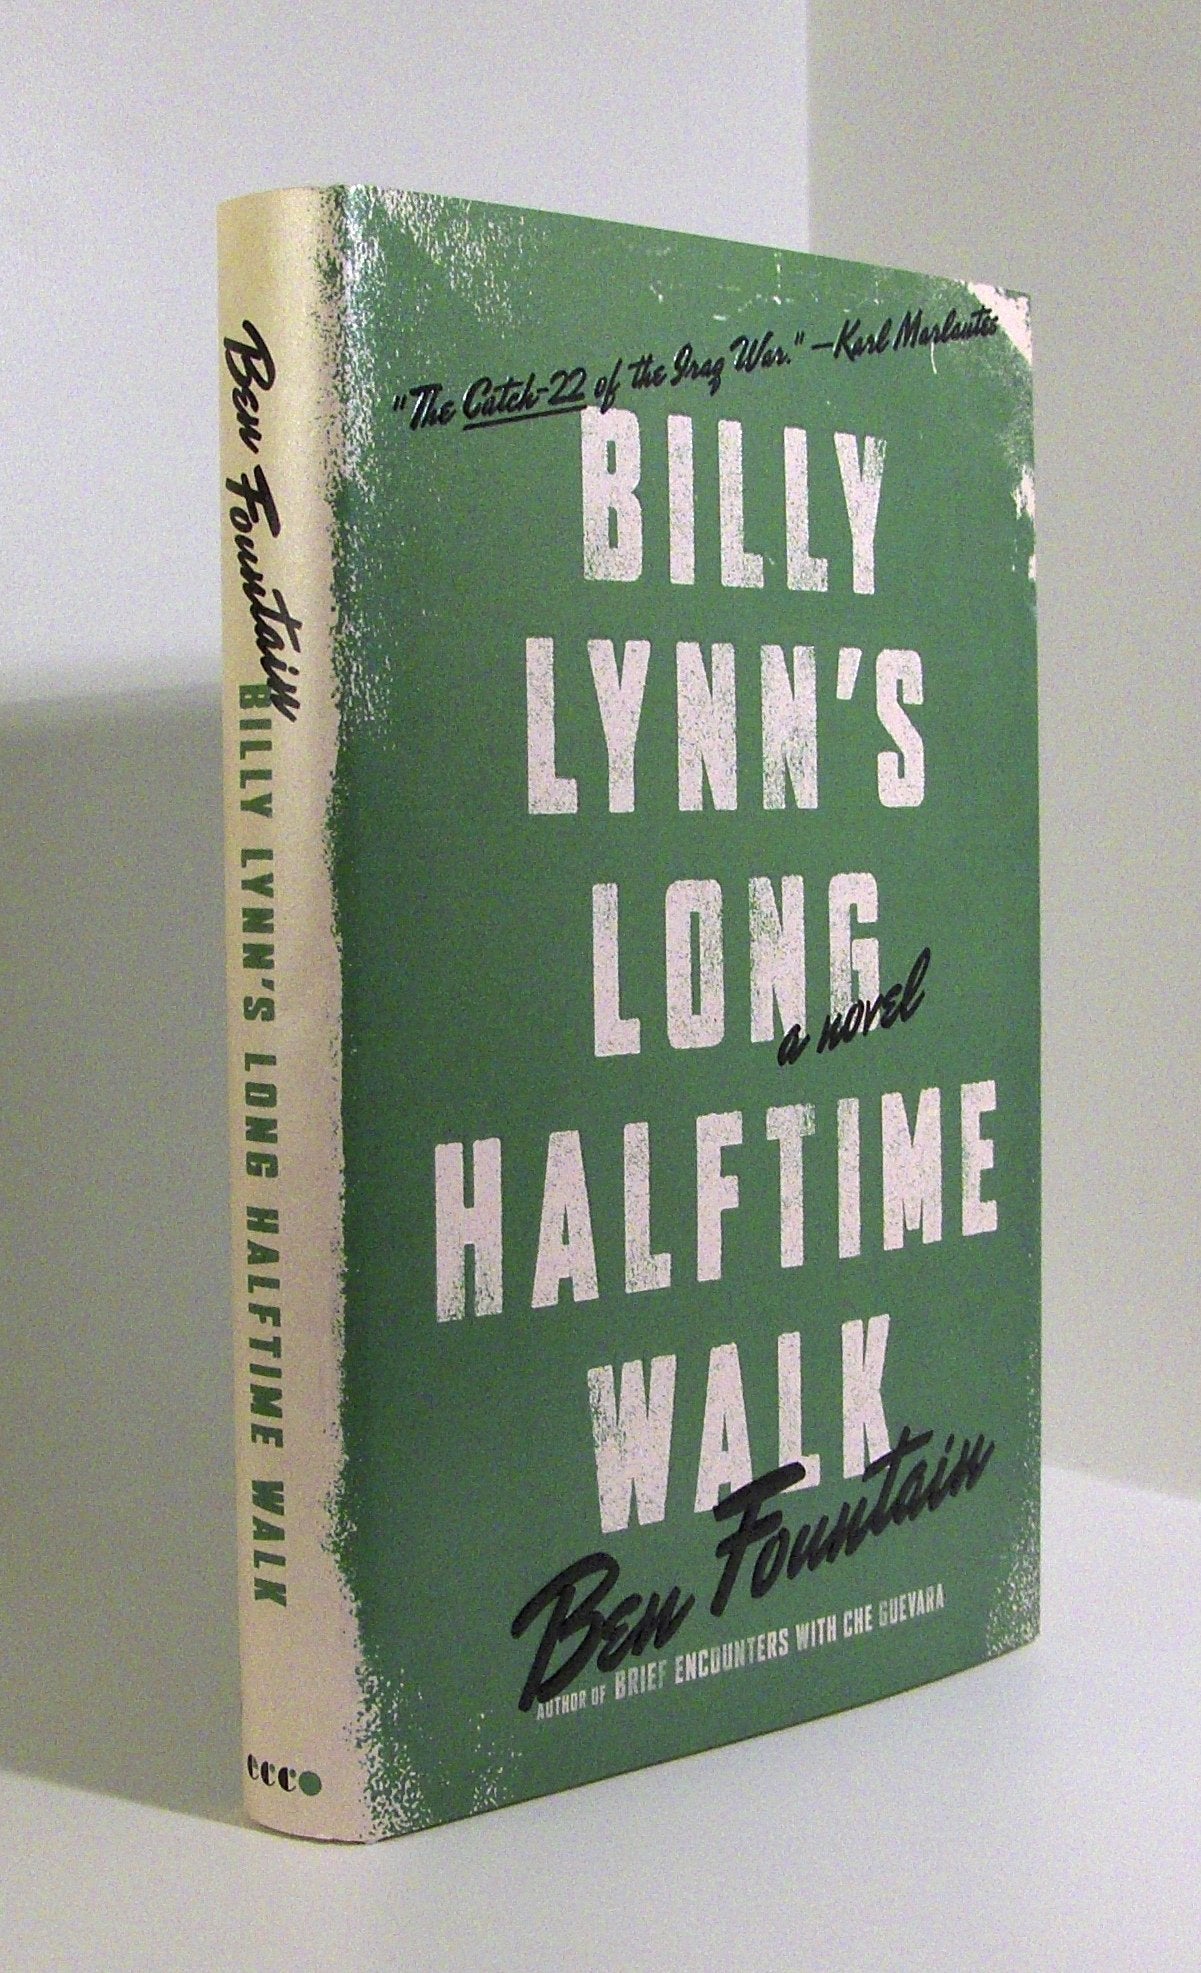 Ben Fountain
BILLY LYNN'S LONG HALFTIME WALK
ecco
"The Catch-22 of the Iraq War." —Karl Marlantes
BILLY
LYNN'S
LONG
a novel
HALFTIME
WALK
Ben Fountain
AUTHOR OF BRIEF ENCOUNTERS WITH CHE GUEVARA